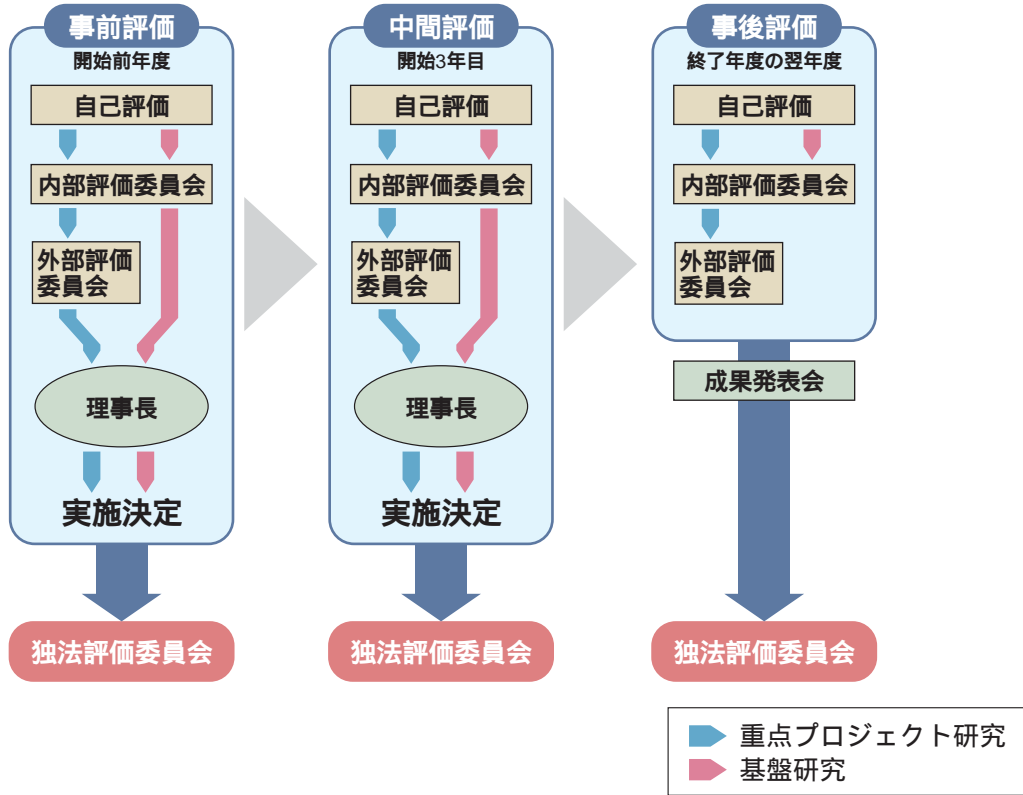 事前評価
開始前年度
自己評価
内部評価委員会
外部評価
委員会
理事長
実施決定
独法評価委員会
中間評価
開始3年目
自己評価
内部評価委員会
外部評価
委員会
理事長
実施決定
独法評価委員会
事後評価
終了年度の翌年度
自己評価
内部評価委員会
外部評価
委員会
成果発表会
独法評価委員会
重点プロジェクト研究
基盤研究